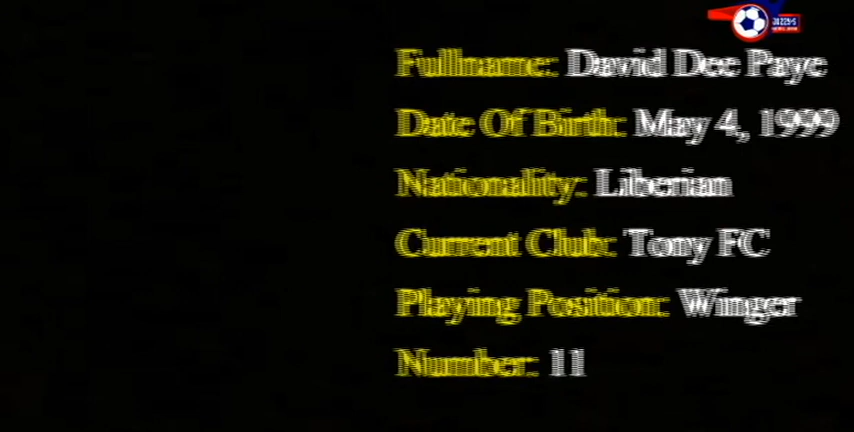 Fullname: David Dee Paye
Date Of Birth: May 4, 1999
Nationality: Liberian
Current Club: Tony FC
Playing Position: Winger
Number: 11